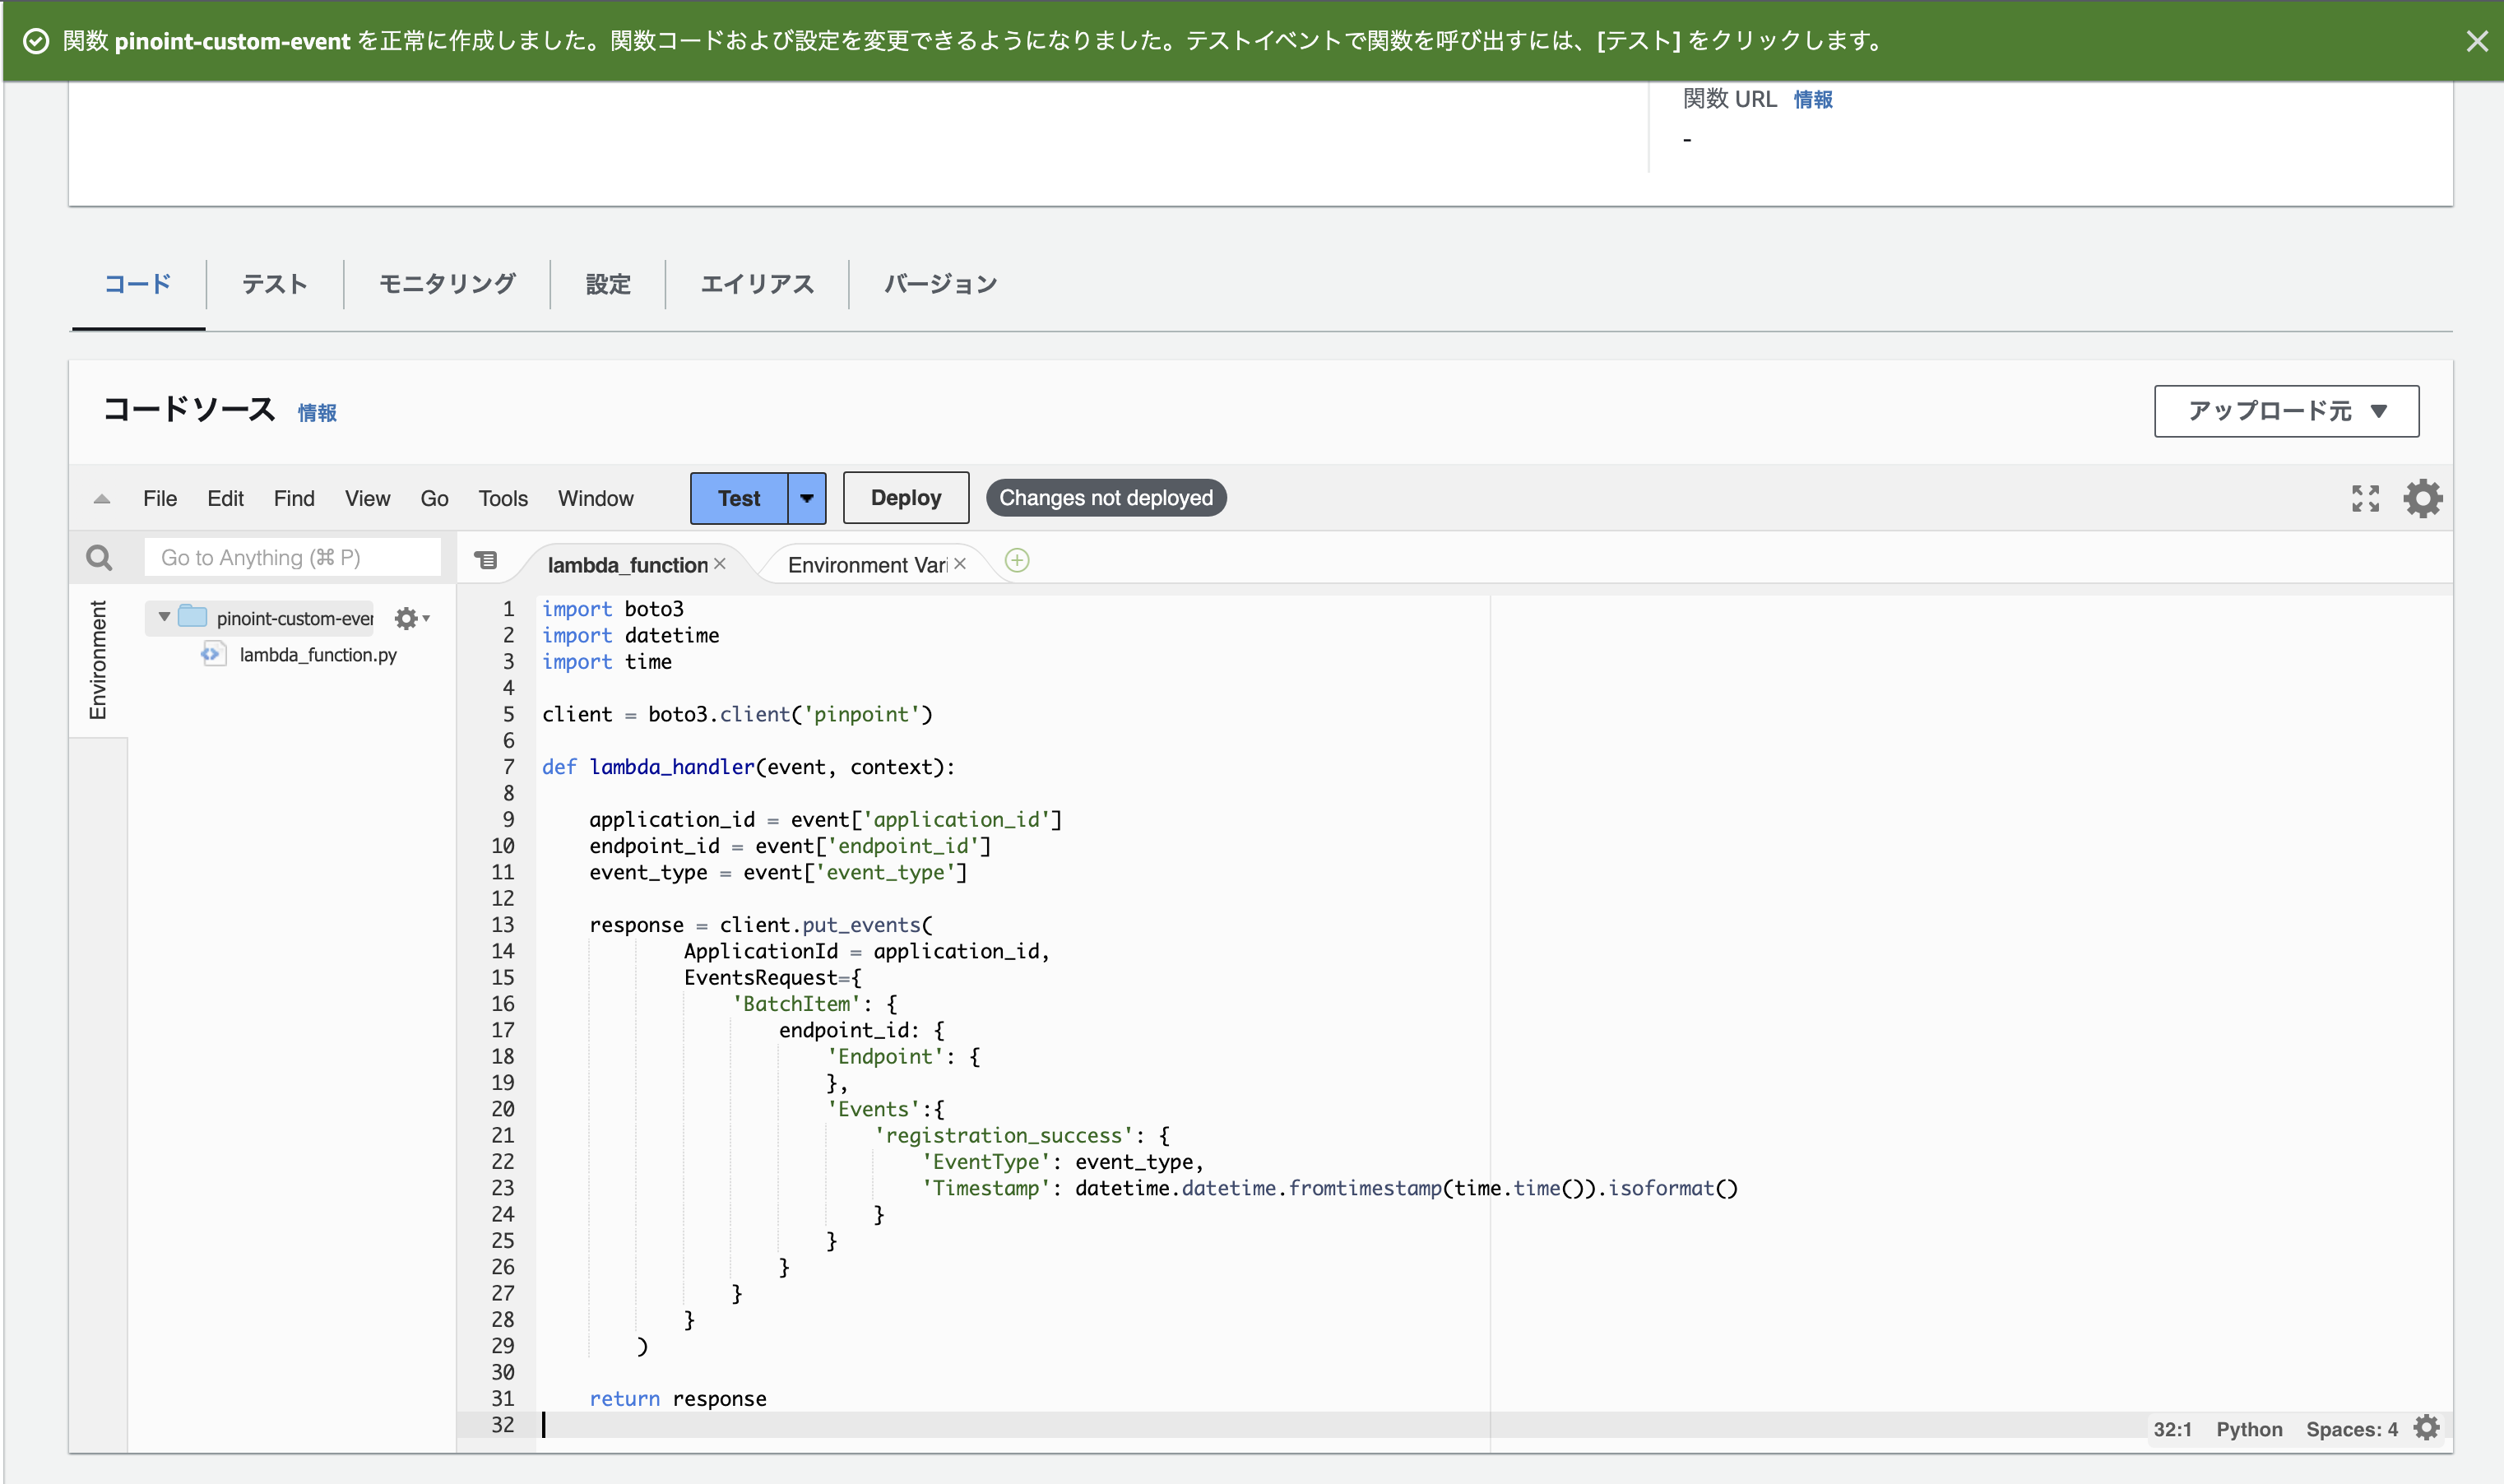 関数 pinoint-custom-event を正常に作成しました。関数コードおよび設定を変更できるようになりました。テストイベントで関数を呼び出すには、[テスト] をクリックします。
関数 URL 情報
-
コード テスト モニタリング 設定 エイリアス バージョン
コードソース 情報
アップロード元
File Edit Find View Go Tools Window Test Deploy Changes not deployed
Go to Anything (⌘ P)
lambda_function Environment Vari
Environment
pinoint-custom-ever
lambda_function.py
1 import boto3
2 import datetime
3 import time
4
5 client = boto3.client('pinpoint')
6
7 def lambda_handler(event, context):
8
9     application_id = event['application_id']
10     endpoint_id = event['endpoint_id']
11     event_type = event['event_type']
12
13     response = client.put_events(
14             ApplicationId = application_id,
15             EventsRequest={
16                 'BatchItem': {
17                     endpoint_id: {
18                         'Endpoint': {
19                         },
20                         'Events':{
21                             'registration_success': {
22                                 'EventType': event_type,
23                                 'Timestamp': datetime.datetime.fromtimestamp(time.time()).isoformat()
24                             }
25                         }
26                     }
27                 }
28             }
29         )
30
31     return response
32
32:1 Python Spaces: 4